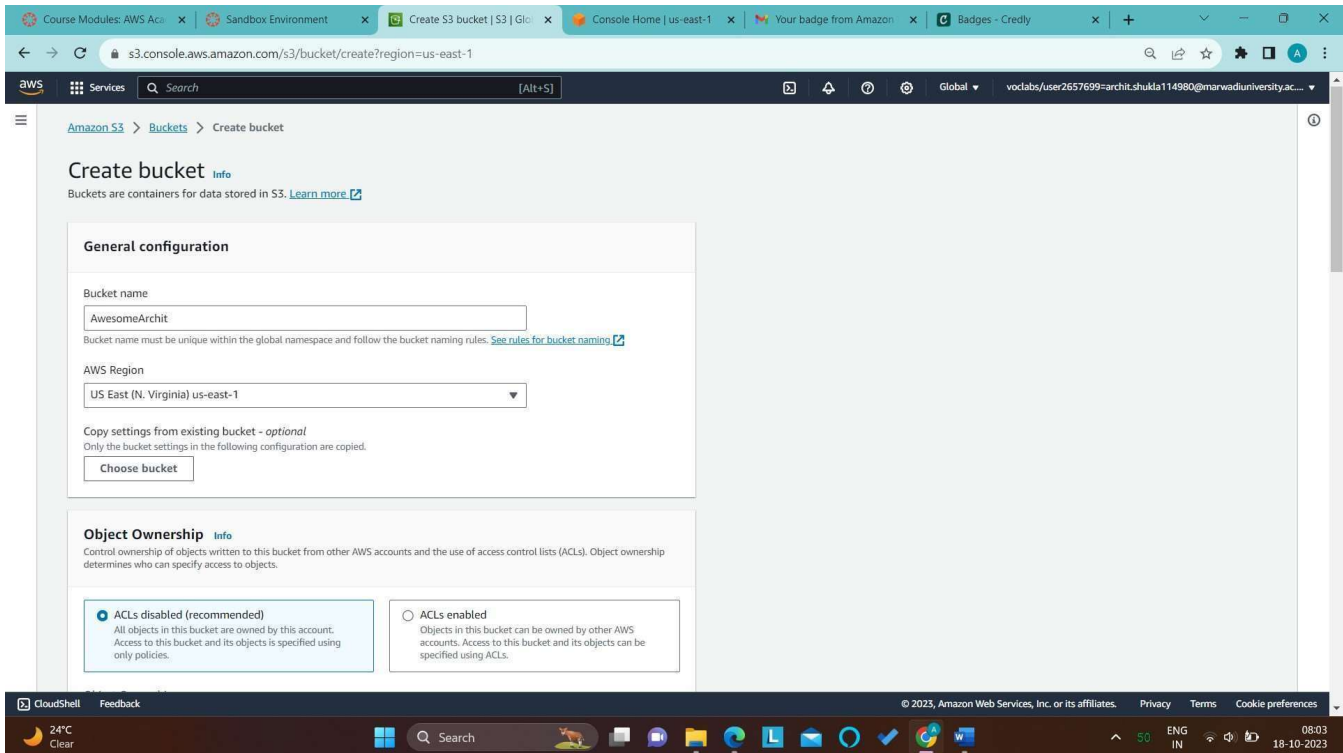 Course Modules: AWS Aca
Sandbox Environment
Create S3 bucket | S3 | Glo
Console Home | us-east-1
Your badge from Amazon
Badges - Credly
s3.console.aws.amazon.com/s3/bucket/create?region=us-east-1
A
aws
Services
Search
[Alt+S]
Global
voclabs/user2657699=archit.shukla114980@marwadiuniversity.ac....
Amazon S3 > Buckets > Create bucket
Create bucket Info
Buckets are containers for data stored in S3. Learn more
General configuration
Bucket name
AwesomeArchit
Bucket name must be unique within the global namespace and follow the bucket naming rules. See rules for bucket naming
AWS Region
US East (N. Virginia) us-east-1
Copy settings from existing bucket - optional
Only the bucket settings in the following configuration are copied.
Choose bucket
Object Ownership Info
Control ownership of objects written to this bucket from other AWS accounts and the use of access control lists (ACLs). Object ownership
determines who can specify access to objects.
ACLs disabled (recommended)
All objects in this bucket are owned by this account.
Access to this bucket and its objects is specified using
only policies.
ACLs enabled
Objects in this bucket can be owned by other AWS
accounts. Access to this bucket and its objects can be
specified using ACLs.
CloudShell
Feedback
© 2023, Amazon Web Services, Inc. or its affiliates.
Privacy
Terms
Cookie preferences
24°C
Clear
Search
50
ENG
IN
08:03
18-10-2023